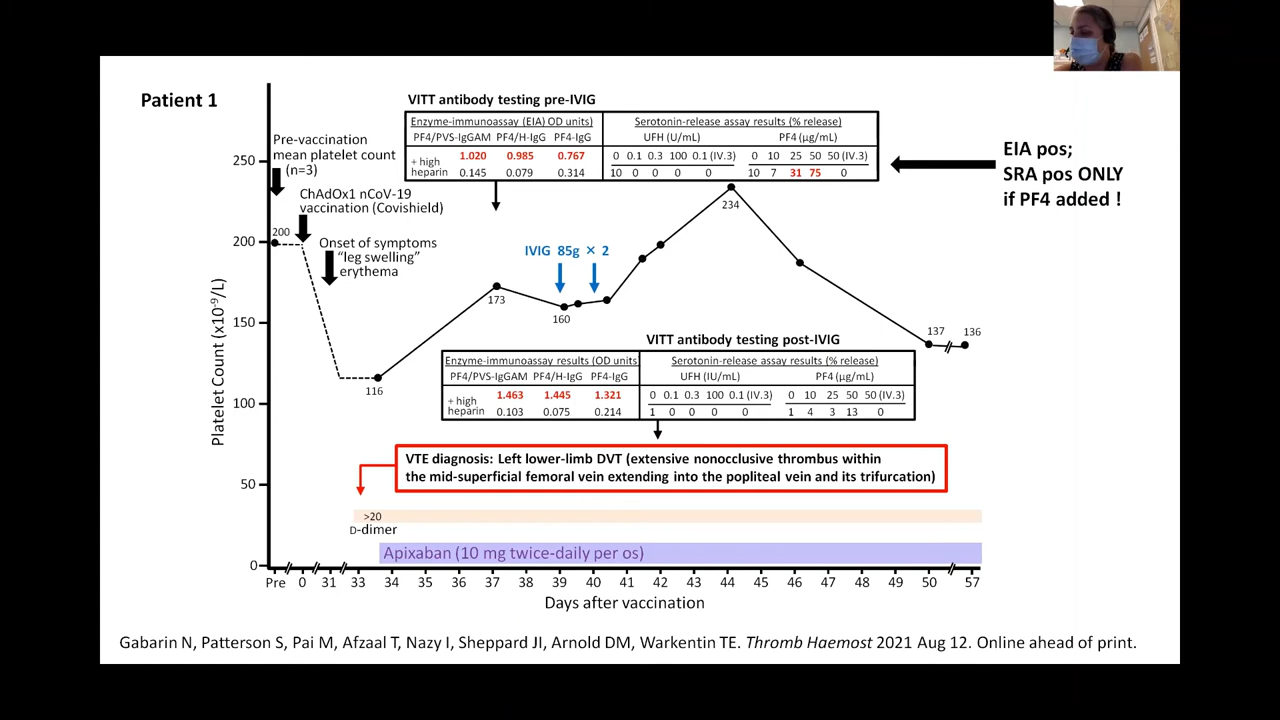 Patient 1
VITT antibody testing pre-IVIG
Enzyme-immunoassay (EIA) OD units)
PF4/PVS-IgGAM PF4/H-IgG PF4-IgG
1.020 0.985 0.767
+ high
heparin 0.145 0.079 0.314
Serotonin-release assay results (% release)
UFH (U/mL) PF4 (µg/mL)
0 0.1 0.3 100 0.1 (IV.3) 0 10 25 50 50 (IV.3)
10 0 0 0 0 10 7 31 75 0
EIA pos;
SRA pos ONLY
if PF4 added !
Pre-vaccination
mean platelet count
(n=3)
ChAdOx1 nCoV-19
vaccination (Covishield)
Onset of symptoms
“leg swelling”
erythema
Platelet Count (x10⁻⁹/L)
250
200
150
100
50
0
200
116
173
160
234
137
136
IVIG 85g × 2
VITT antibody testing post-IVIG
Enzyme-immunoassay results (OD units
PF4/PVS-IgGAM PF4/H-IgG PF4-IgG
1.463 1.445 1.321
+ high
heparin 0.103 0.075 0.214
Serotonin-release assay results (% release)
UFH (IU/mL) PF4 (µg/mL)
0 0.1 0.3 100 0.1 (IV.3) 0 10 25 50 50 (IV.3)
1 0 0 0 0 1 4 3 13 0
VTE diagnosis: Left lower-limb DVT (extensive nonocclusive thrombus within
the mid-superficial femoral vein extending into the popliteal vein and its trifurcation)
>20
D-dimer
Apixaban (10 mg twice-daily per os)
Pre 0 31 33 34 35 36 37 38 39 40 41 42 43 44 45 46 47 48 49 50 57
Days after vaccination
Gabarin N, Patterson S, Pai M, Afzaal T, Nazy I, Sheppard JI, Arnold DM, Warkentin TE. Thromb Haemost 2021 Aug 12. Online ahead of print.